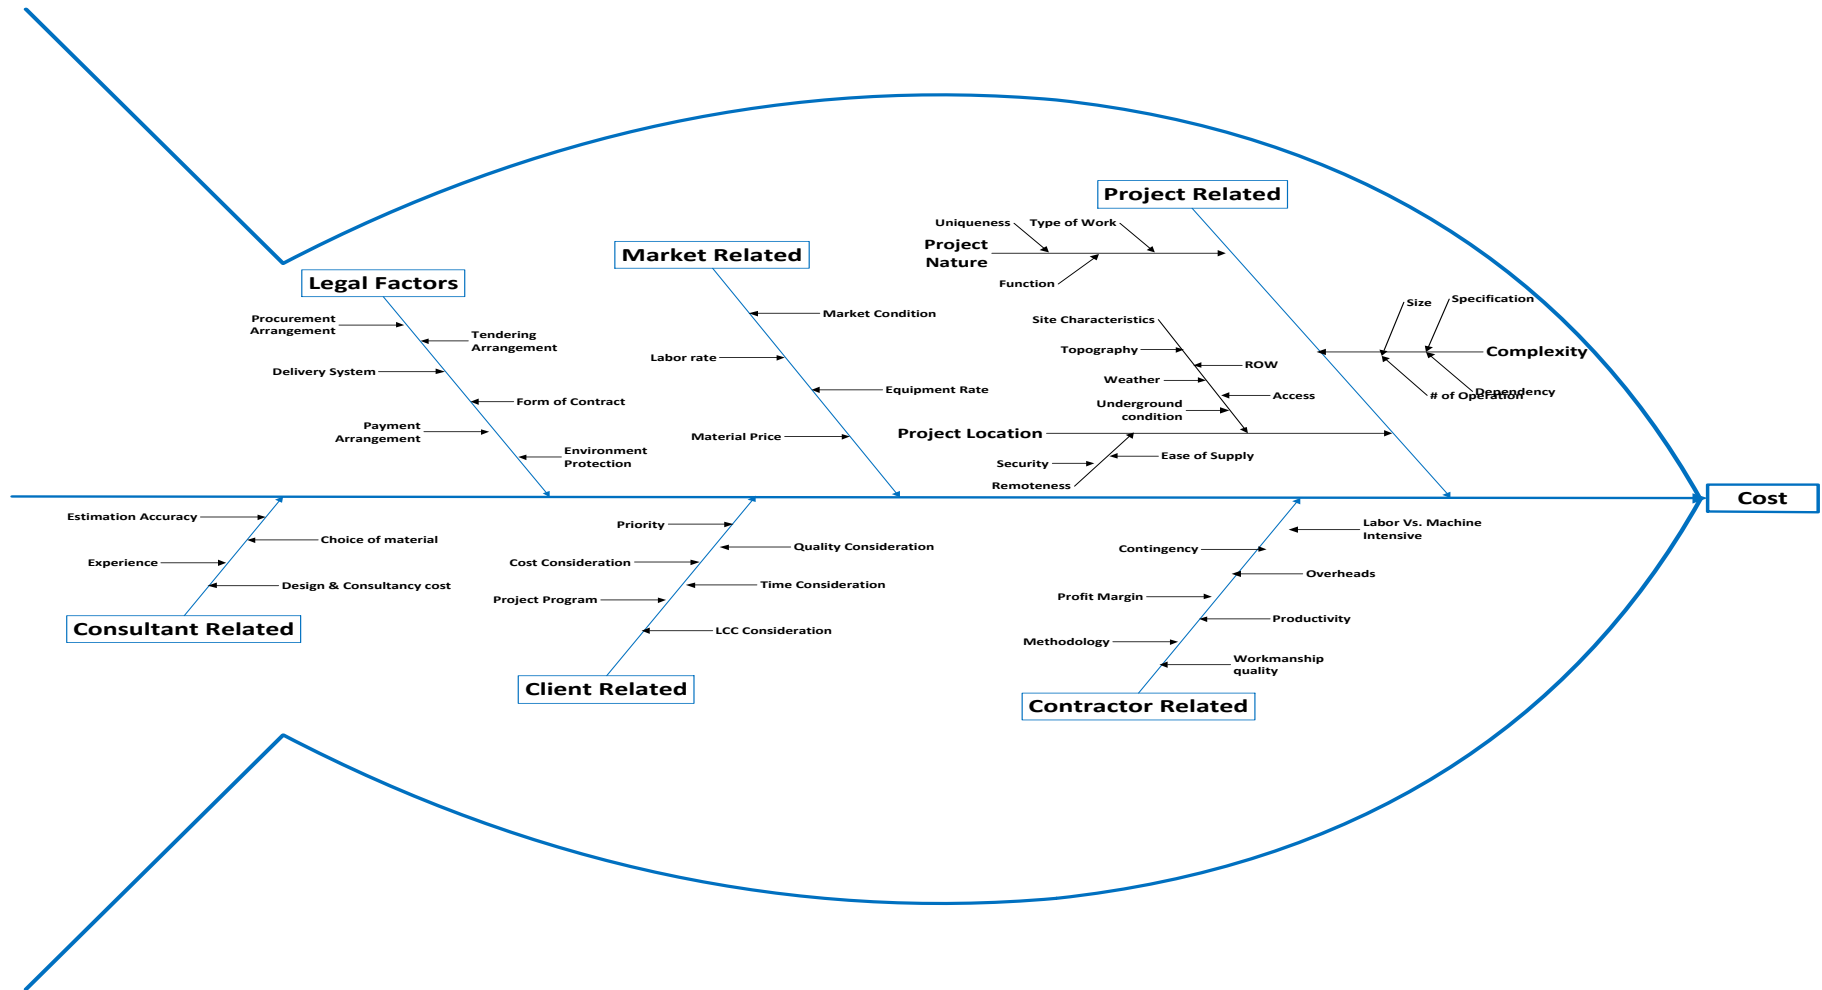 Project Related
Uniqueness
Type of Work
Project
Nature
Function
Market Related
Legal Factors
Procurement
Arrangement
Tendering
Arrangement
Delivery System
Form of Contract
Payment
Arrangement
Environment
Protection
Market Condition
Labor rate
Equipment Rate
Material Price
Size
Specification
Complexity
# of Operation
Dependency
Site Characteristics
Topography
ROW
Weather
Access
Underground
condition
Project Location
Ease of Supply
Security
Remoteness
Cost
Estimation Accuracy
Choice of material
Experience
Design & Consultancy cost
Consultant Related
Priority
Quality Consideration
Cost Consideration
Time Consideration
Project Program
LCC Consideration
Client Related
Labor Vs. Machine
Intensive
Contingency
Overheads
Profit Margin
Productivity
Methodology
Workmanship
quality
Contractor Related